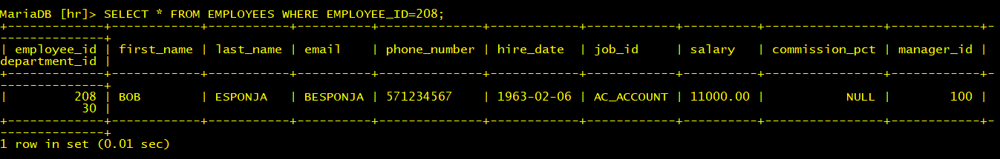 MariaDB [hr]> SELECT * FROM EMPLOYEES WHERE EMPLOYEE_ID=208;
+-------------+------------+-----------+----------+--------------+------------+------------+----------+----------------+------------+-
--------------+
| employee_id | first_name | last_name | email    | phone_number | hire_date  | job_id     | salary   | commission_pct | manager_id |
department_id |
+-------------+------------+-----------+----------+--------------+------------+------------+----------+----------------+------------+-
--------------+
|         208 | BOB        | ESPONJA   | BESPONJA | 571234567    | 1963-02-06 | AC_ACCOUNT | 11000.00 |           NULL |        100 |
           30 |
+-------------+------------+-----------+----------+--------------+------------+------------+----------+----------------+------------+-
--------------+
1 row in set (0.01 sec)